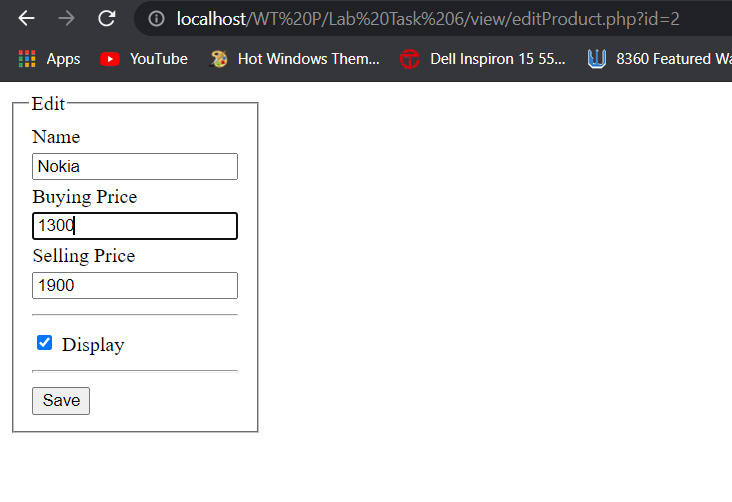 localhost/WT%20P/Lab%20Task%206/view/editProduct.php?id=2
Apps YouTube Hot Windows Them... Dell Inspiron 15 55... 8360 Featured Wa
Edit
Name
Nokia
Buying Price
1300
Selling Price
1900
Display
Save